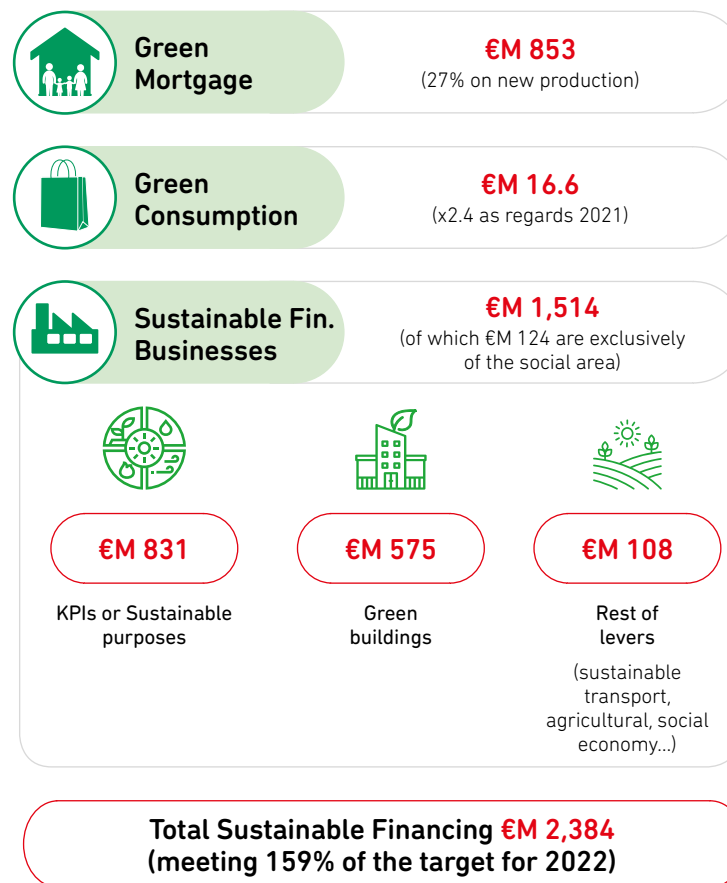 Green
Mortgage
€M 853
(27% on new production)
Green
Consumption
€M 16.6
(x2.4 as regards 2021)
Sustainable Fin.
Businesses
€M 1,514
(of which €M 124 are exclusively
of the social area)
€M 831
KPIs or Sustainable
purposes
€M 575
Green
buildings
€M 108
Rest of
levers
(sustainable
transport,
agricultural, social
economy...)
Total Sustainable Financing €M 2,384
(meeting 159% of the target for 2022)